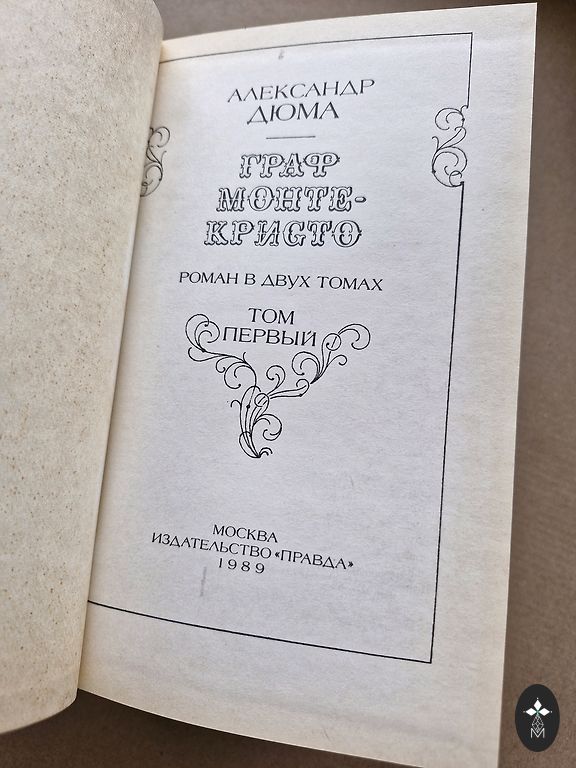 АЛЕКСАНДР
ДЮМА
ГРАФ
МОНТЕ-
КРИСТО
РОМАН В ДВУХ ТОМАХ
ТОМ
ПЕРВЫЙ
МОСКВА
ИЗДАТЕЛЬСТВО «ПРАВДА»
1989
М